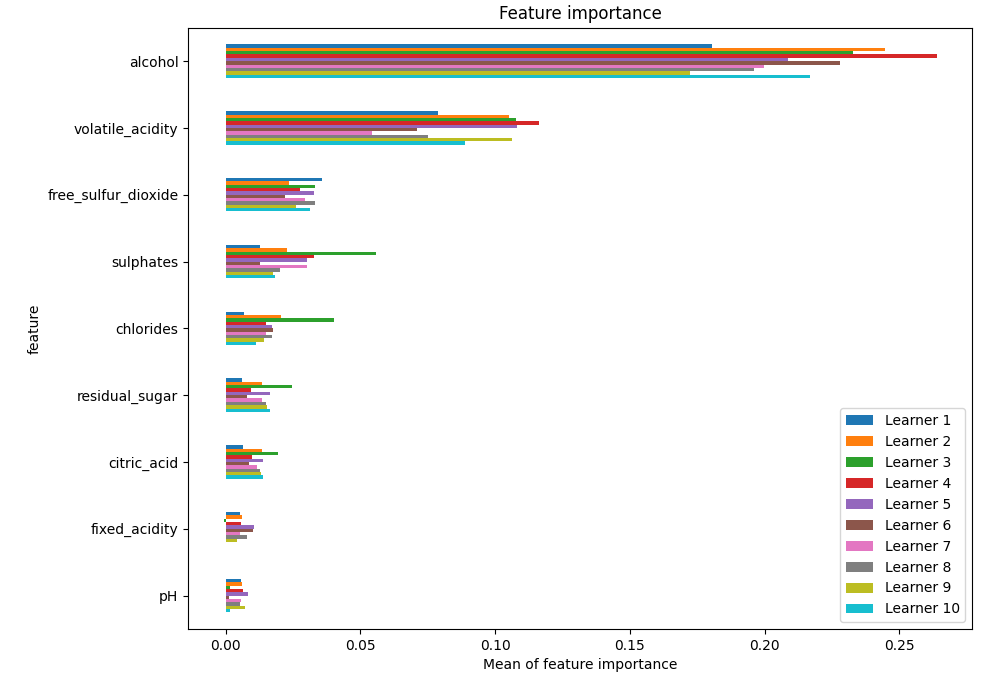 Feature importance
alcohol
volatile_acidity
free_sulfur_dioxide
sulphates
chlorides
residual_sugar
citric_acid
fixed_acidity
pH
feature
0.00 0.05 0.10 0.15 0.20 0.25
Mean of feature importance
Learner 1
Learner 2
Learner 3
Learner 4
Learner 5
Learner 6
Learner 7
Learner 8
Learner 9
Learner 10